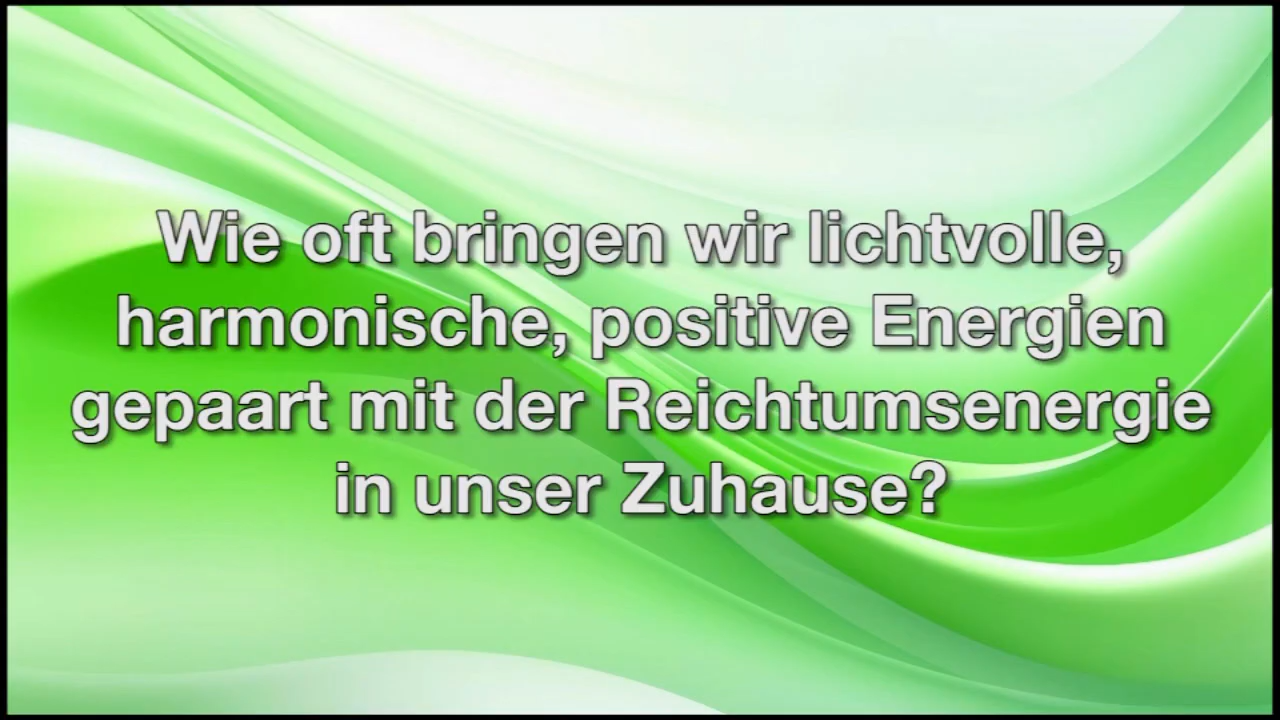 Wie oft bringen wir lichtvolle,
harmonische, positive Energien
gepaart mit der Reichtumsenergie
in unser Zuhause?